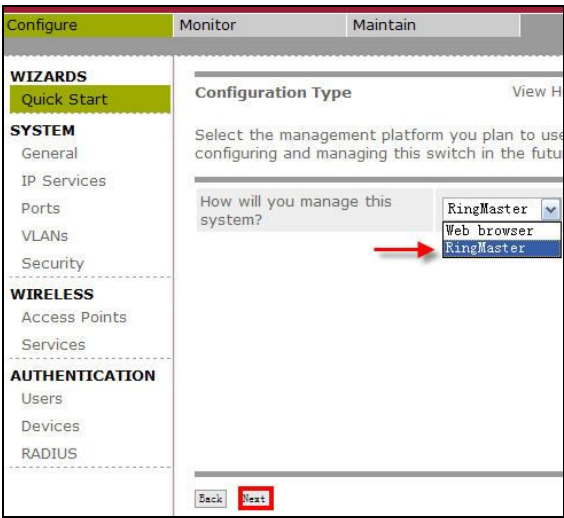 Configure Monitor Maintain
WIZARDS
Quick Start
SYSTEM
General
IP Services
Ports
VLANs
Security
WIRELESS
Access Points
Services
AUTHENTICATION
Users
Devices
RADIUS
Configuration Type View H
Select the management platform you plan to use
configuring and managing this switch in the futu
How will you manage this
system?
RingMaster
Web browser
RingMaster
Back Next